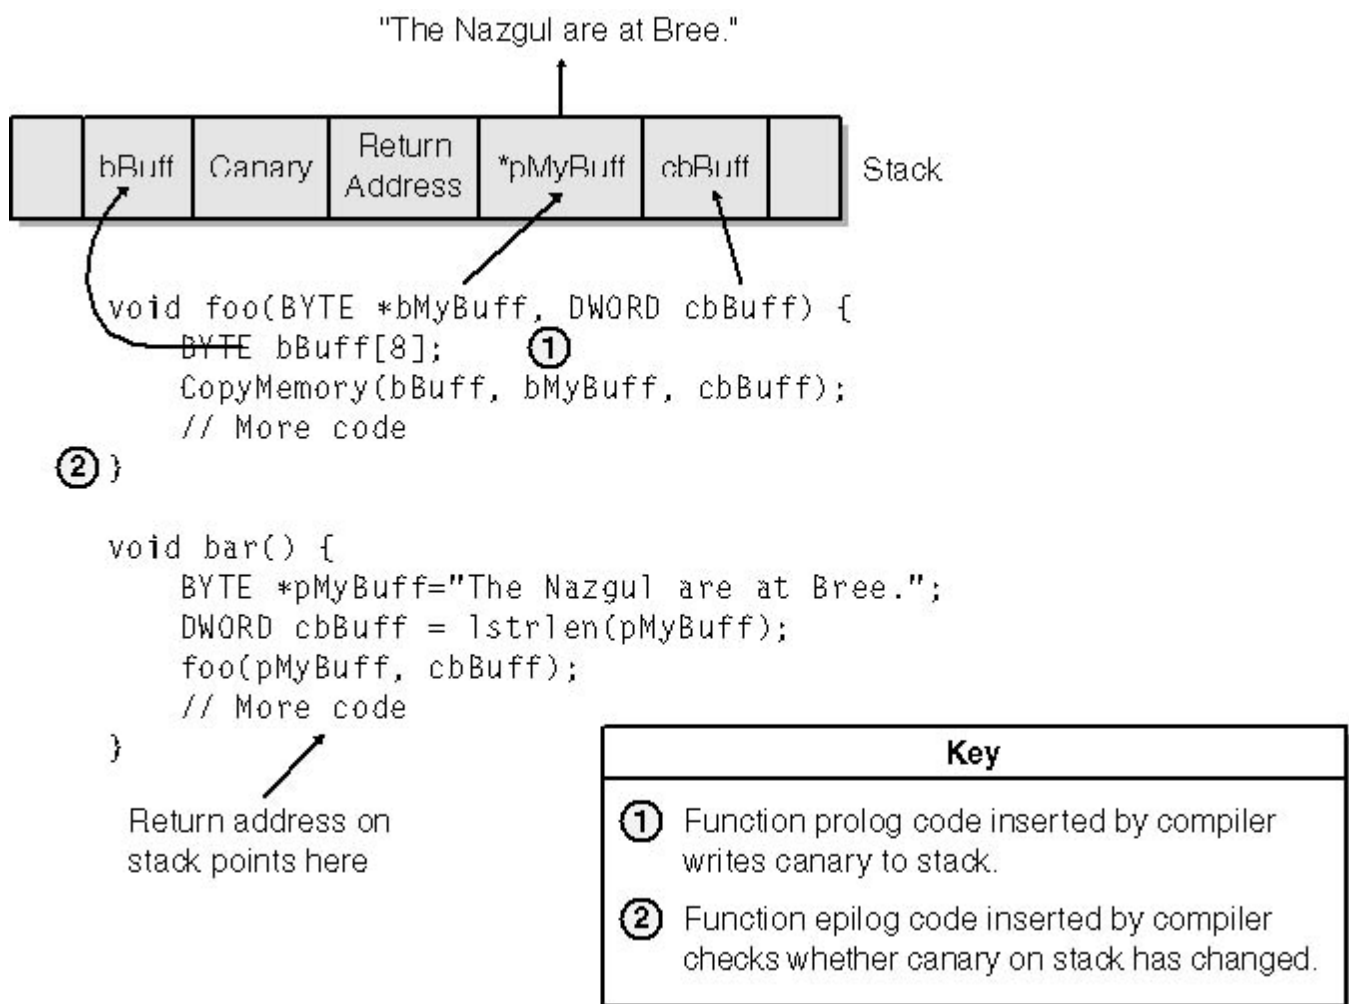 "The Nazgul are at Bree."
bBuff Canary Return Address *pMyBuff cbBuff Stack
void foo(BYTE *bMyBuff, DWORD cbBuff) {
BYTE bBuff[8]; 1
CopyMemory(bBuff, bMyBuff, cbBuff);
// More code
2 }
void bar() {
BYTE *pMyBuff="The Nazgul are at Bree.";
DWORD cbBuff = lstrlen(pMyBuff);
foo(pMyBuff, cbBuff);
// More code
}
Return address on
stack points here
Key
1 Function prolog code inserted by compiler
writes canary to stack.
2 Function epilog code inserted by compiler
checks whether canary on stack has changed.